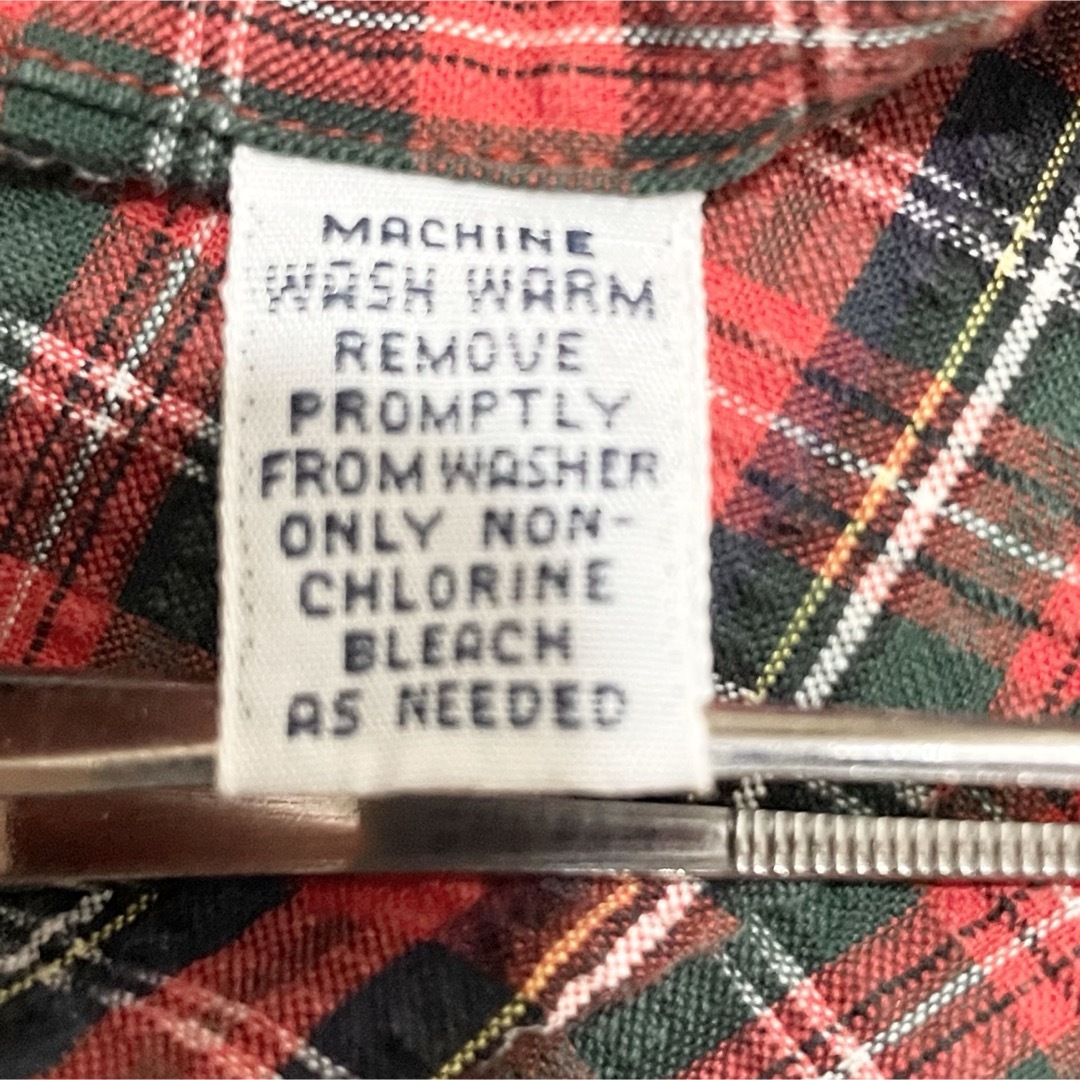 MACHINE
WASH WARM
REMOVE
PROMPTLY
FROM WASHER
ONLY NON-
CHLORINE
BLEACH
AS NEEDED